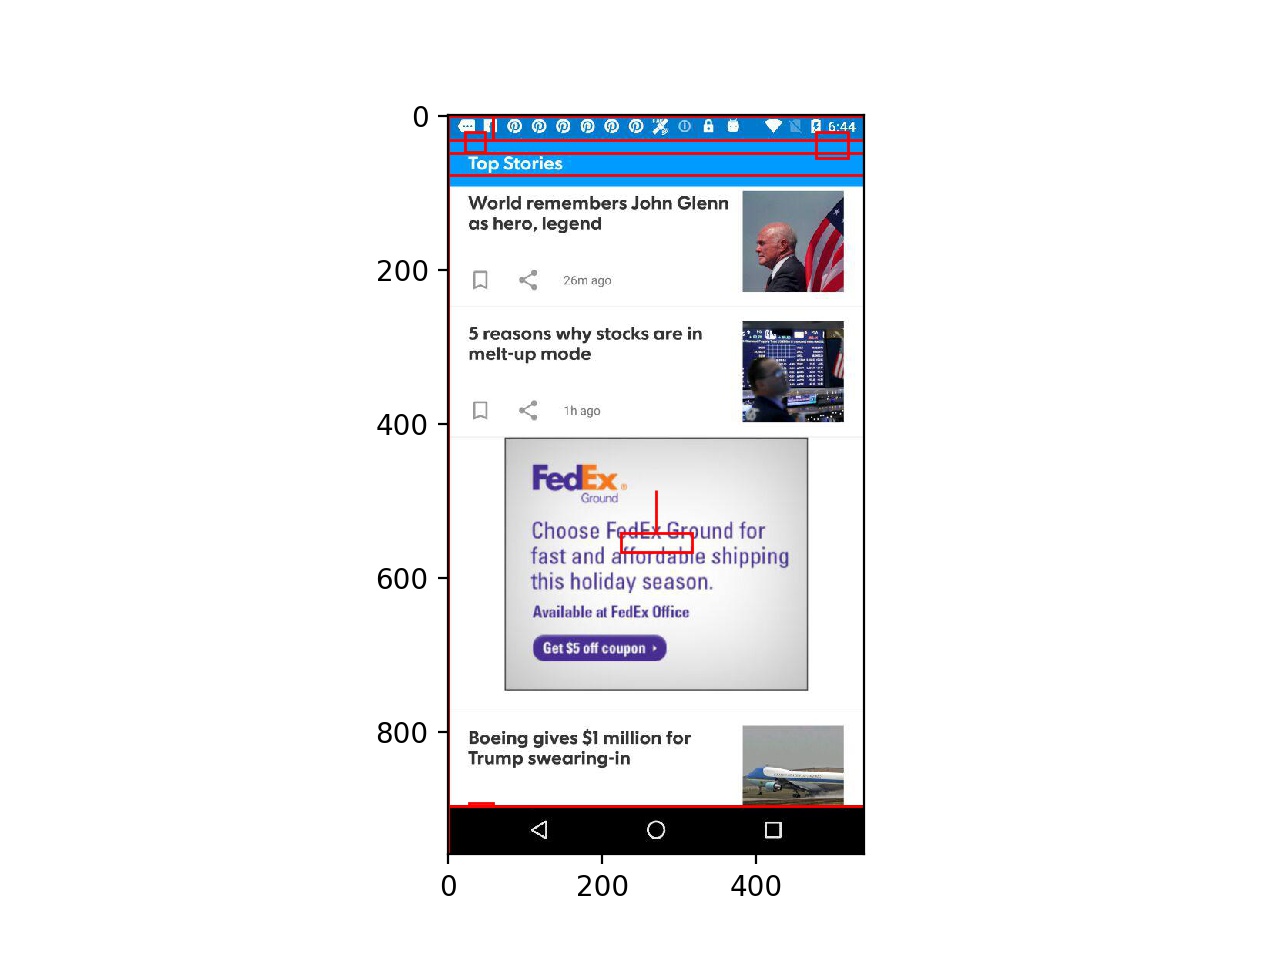 0
6:44
Top Stories
World remembers John Glenn
as hero, legend
200
26m ago
5 reasons why stocks are in
melt-up mode
400
1h ago
FedEx®
Ground
Choose FedEx Ground for
fast and affordable shipping
600
this holiday season.
Available at FedEx Office
Get $5 off coupon
800
Boeing gives $1 million for
Trump swearing-in
0
200
400